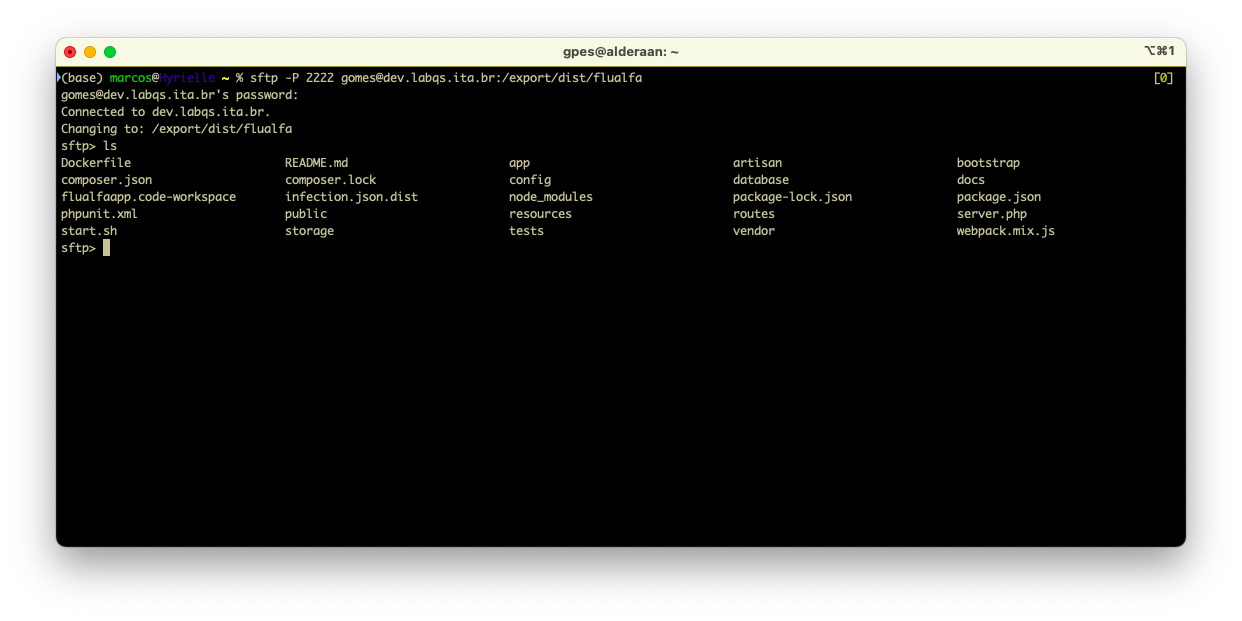 gpes@alderaan: ~ ⌥⌘1
(base) marcos@Myrielle ~ % sftp -P 2222 gomes@dev.labqs.ita.br:/export/dist/flualfa [0]
gomes@dev.labqs.ita.br's password:
Connected to dev.labqs.ita.br.
Changing to: /export/dist/flualfa
sftp> ls
Dockerfile README.md app artisan bootstrap
composer.json composer.lock config database docs
flualfaapp.code-workspace infection.json.dist node_modules package-lock.json package.json
phpunit.xml public resources routes server.php
start.sh storage tests vendor webpack.mix.js
sftp>